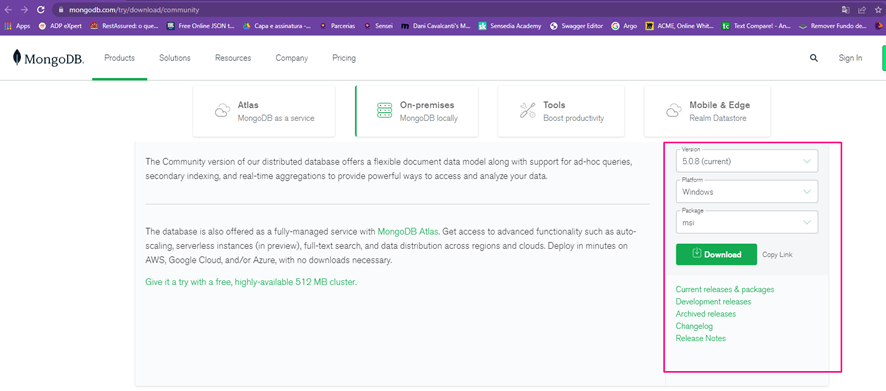 mongodb.com/try/download/community
Apps
ADP eXpert
RestAssured: o que...
Free Online JSON t...
Capa e assinatura -...
Parcerias
Sensei
Dani Cavalcanti's M...
Sensedia Academy
Swagger Editor
Argo
ACME, Online Whit...
Text Compare! - An...
Remover Fundo de...
MongoDB.
Products
Solutions
Resources
Company
Pricing
Sign In
Atlas
MongoDB as a service
On-premises
MongoDB locally
Tools
Boost productivity
Mobile & Edge
Realm Datastore
The Community version of our distributed database offers a flexible document data model along with support for ad-hoc queries,
secondary indexing, and real-time aggregations to provide powerful ways to access and analyze your data.
The database is also offered as a fully-managed service with MongoDB Atlas. Get access to advanced functionality such as auto-
scaling, serverless instances (in preview), full-text search, and data distribution across regions and clouds. Deploy in minutes on
AWS, Google Cloud, and/or Azure, with no downloads necessary.
Give it a try with a free, highly-available 512 MB cluster.
Version
5.0.8 (current)
Platform
Windows
Package
msi
Download
Copy Link
Current releases & packages
Development releases
Archived releases
Changelog
Release Notes